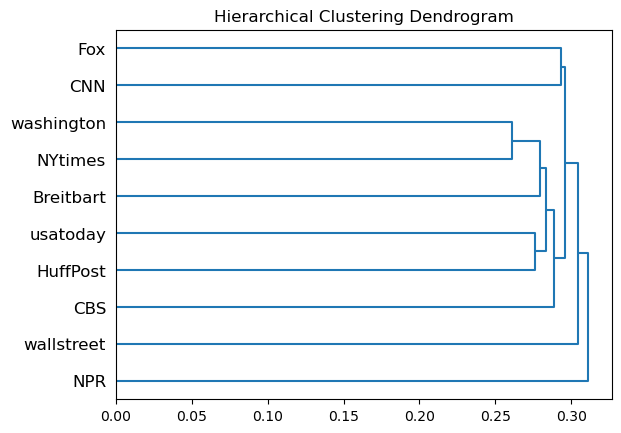 Hierarchical Clustering Dendrogram
Fox
CNN
washington
NYtimes
Breitbart
usatoday
HuffPost
CBS
wallstreet
NPR
0.00 0.05 0.10 0.15 0.20 0.25 0.30